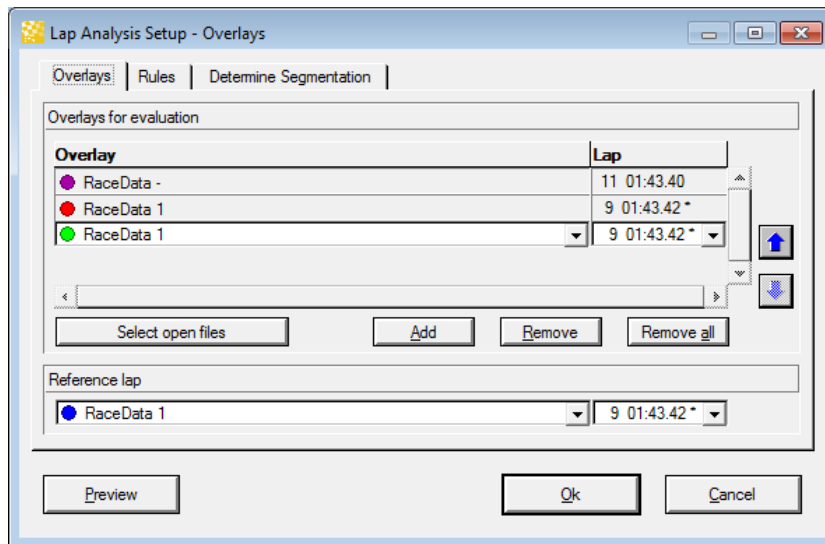 Lap Analysis Setup - Overlays
Overlays Rules Determine Segmentation
Overlays for evaluation
Overlay Lap
RaceData - 11 01:43.40
RaceData 1 9 01:43.42 *
RaceData 1 9 01:43.42 *
Select open files Add Remove Remove all
Reference lap
RaceData 1 9 01:43.42 *
Preview Ok Cancel